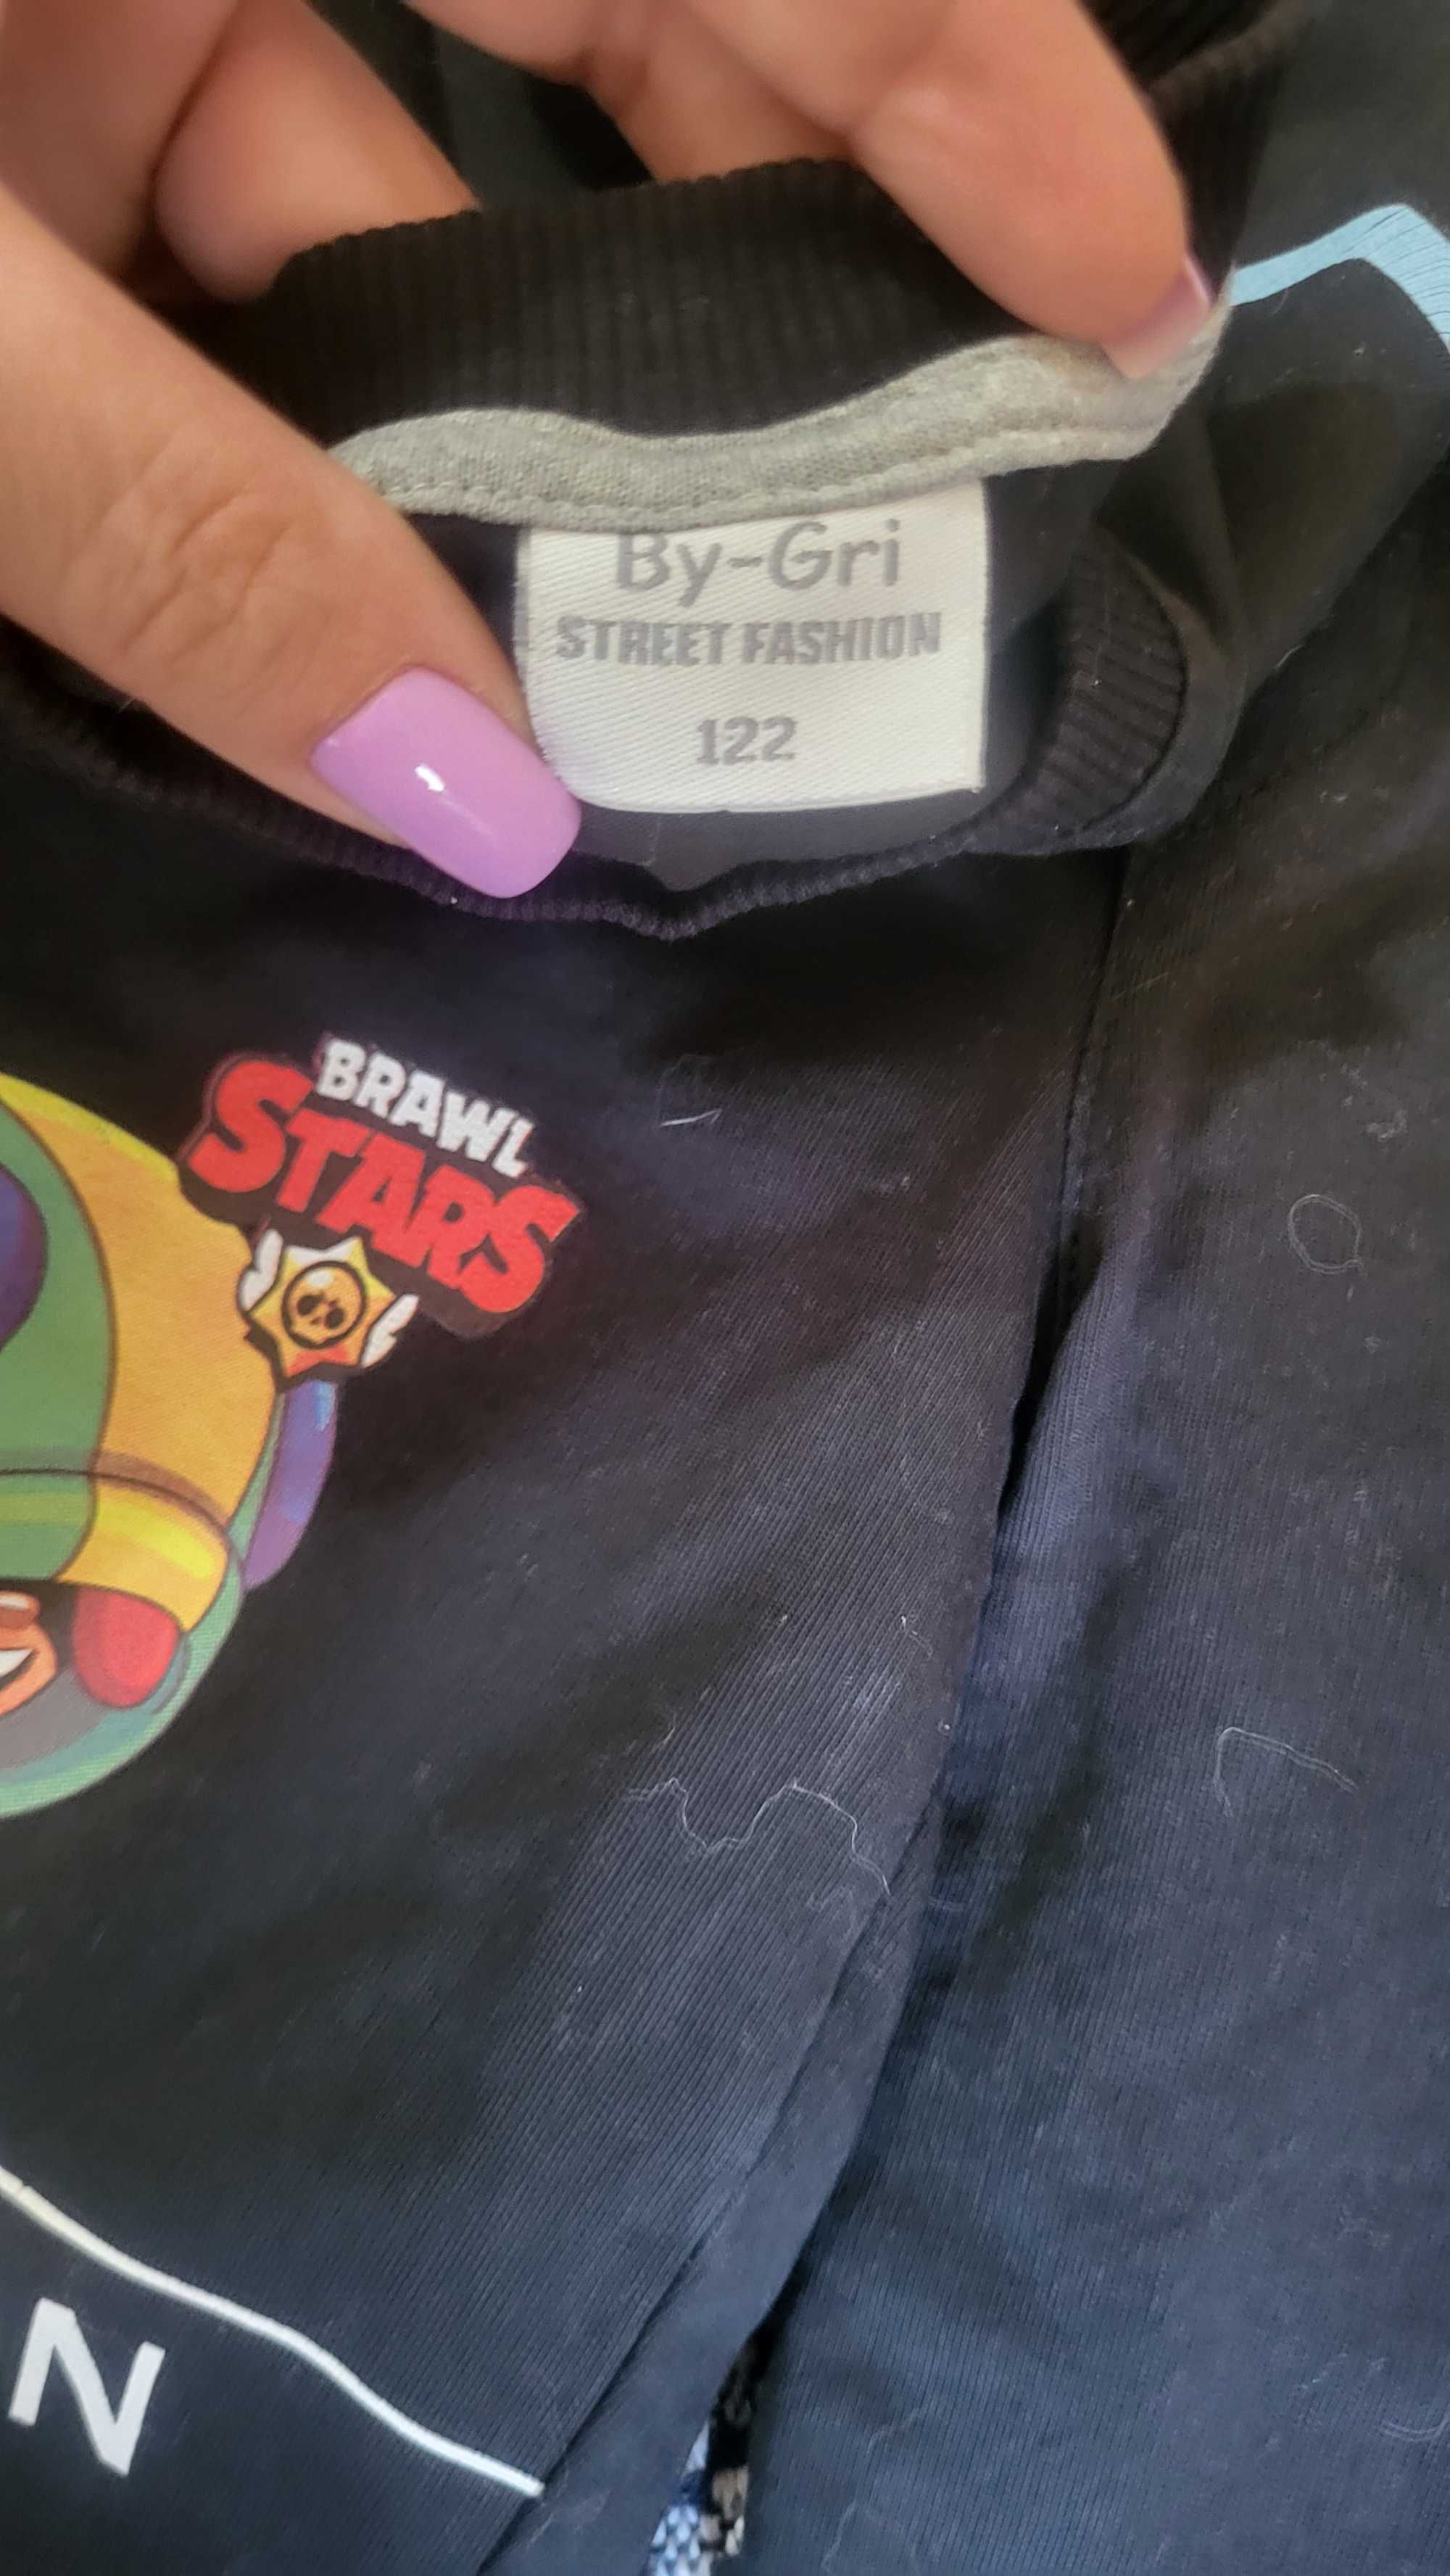 By-Gri
STREET FASHION
122
BRAWL
STARS
N